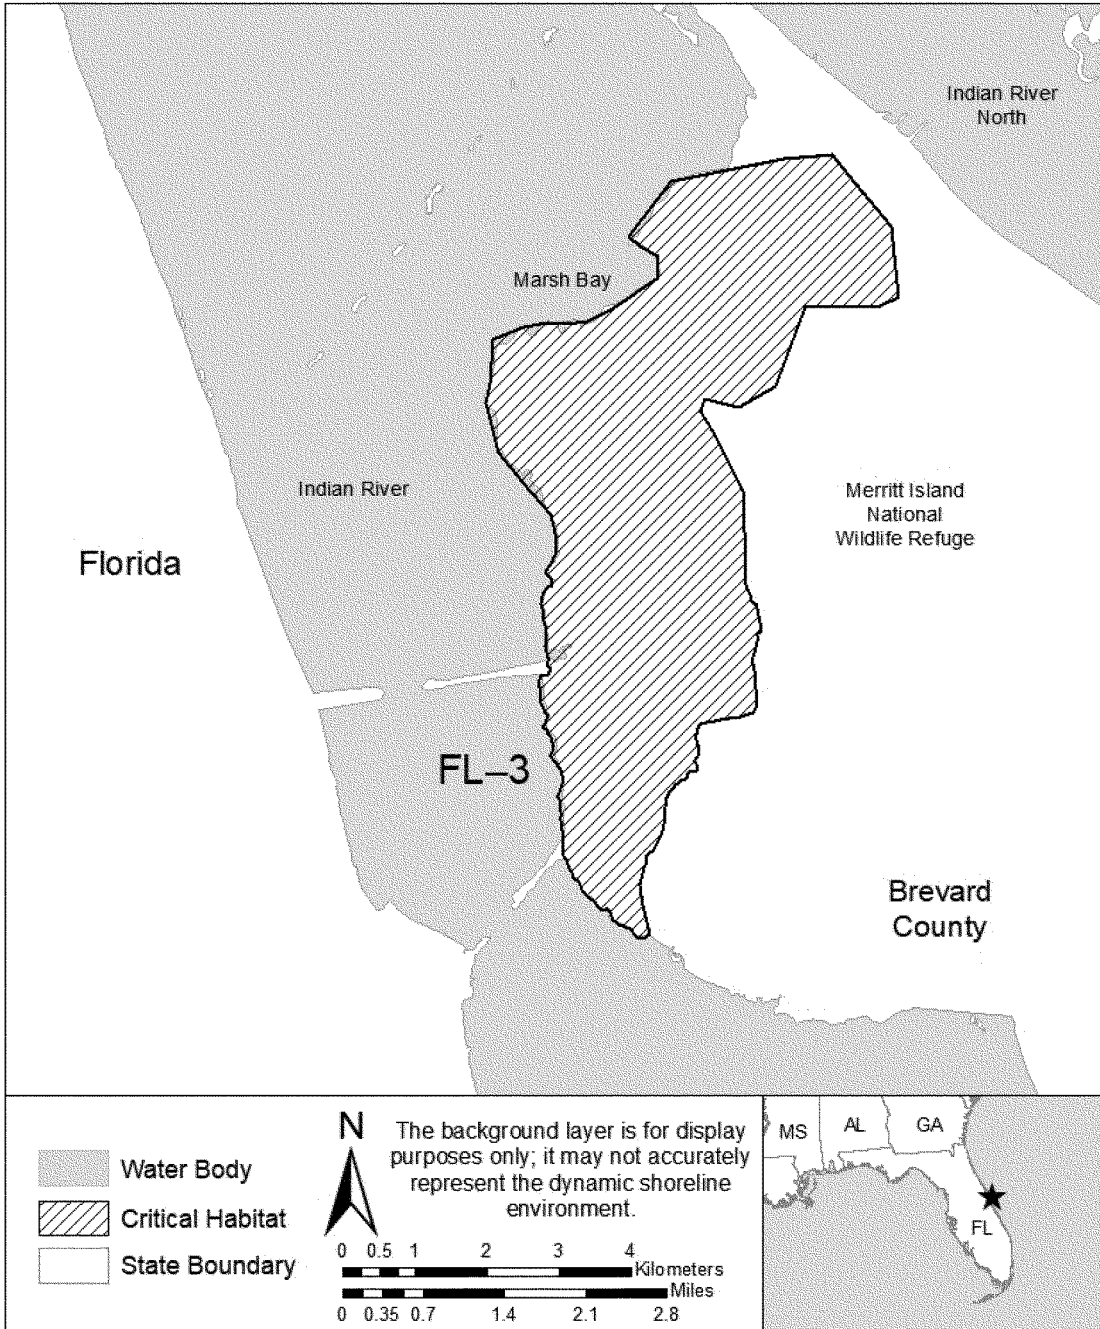 Indian River
North
Marsh Bay
Indian River
Merritt Island
National
Wildlife Refuge
Florida
FL–3
Brevard
County
Water Body
Critical Habitat
State Boundary
N
The background layer is for display
purposes only; it may not accurately
represent the dynamic shoreline
environment.
0 0.5 1 2 3 4
Kilometers
Miles
0 0.35 0.7 1.4 2.1 2.8
MS AL GA
FL